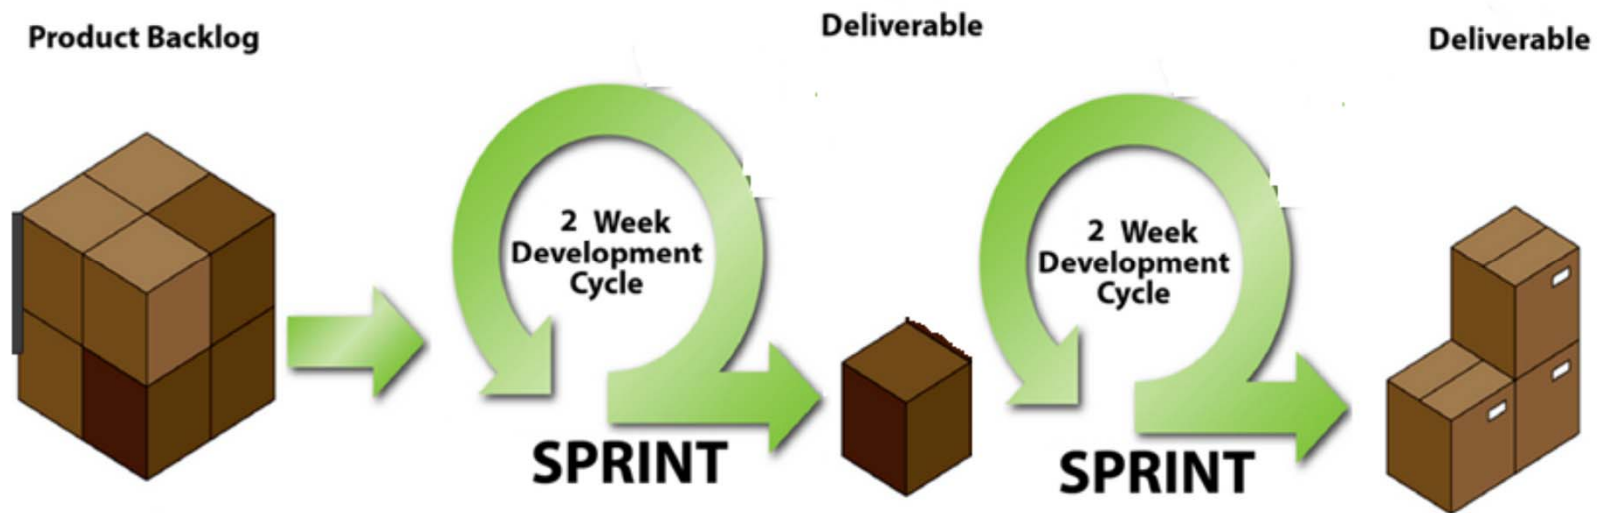 Product Backlog
Deliverable
Deliverable
2 Week
Development
Cycle
SPRINT
2 Week
Development
Cycle
SPRINT